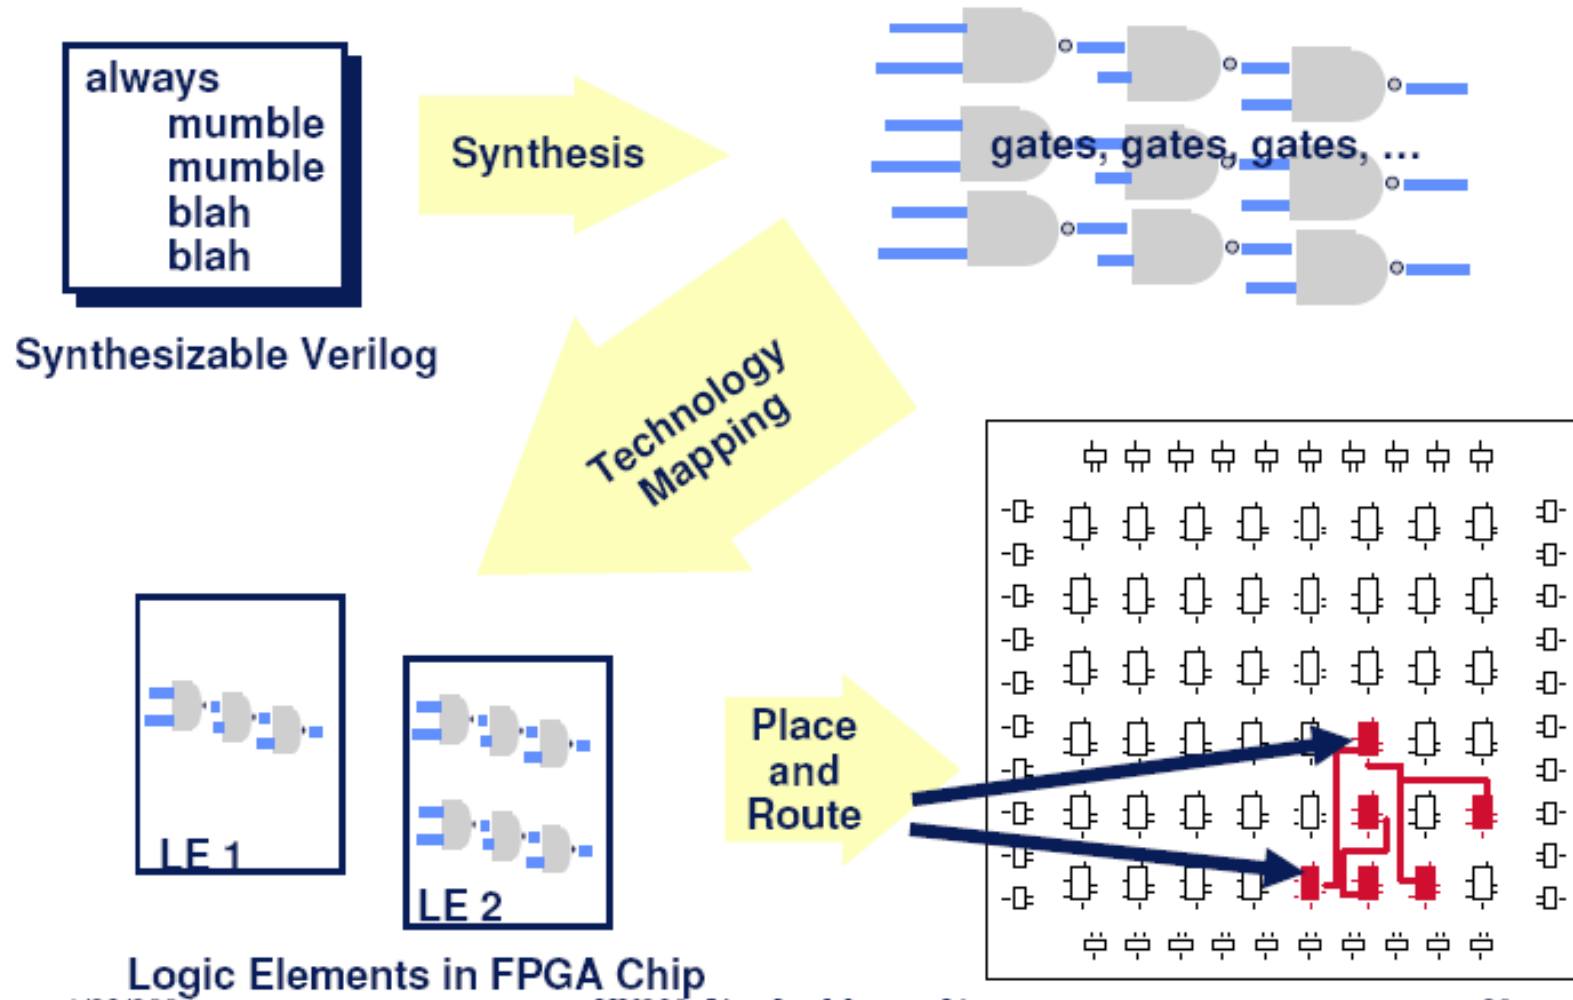 always
mumble
mumble
blah
blah
Synthesizable Verilog
Synthesis
gates, gates, gates, ...
Technology
Mapping
LE 1
LE 2
Logic Elements in FPGA Chip
Place
and
Route